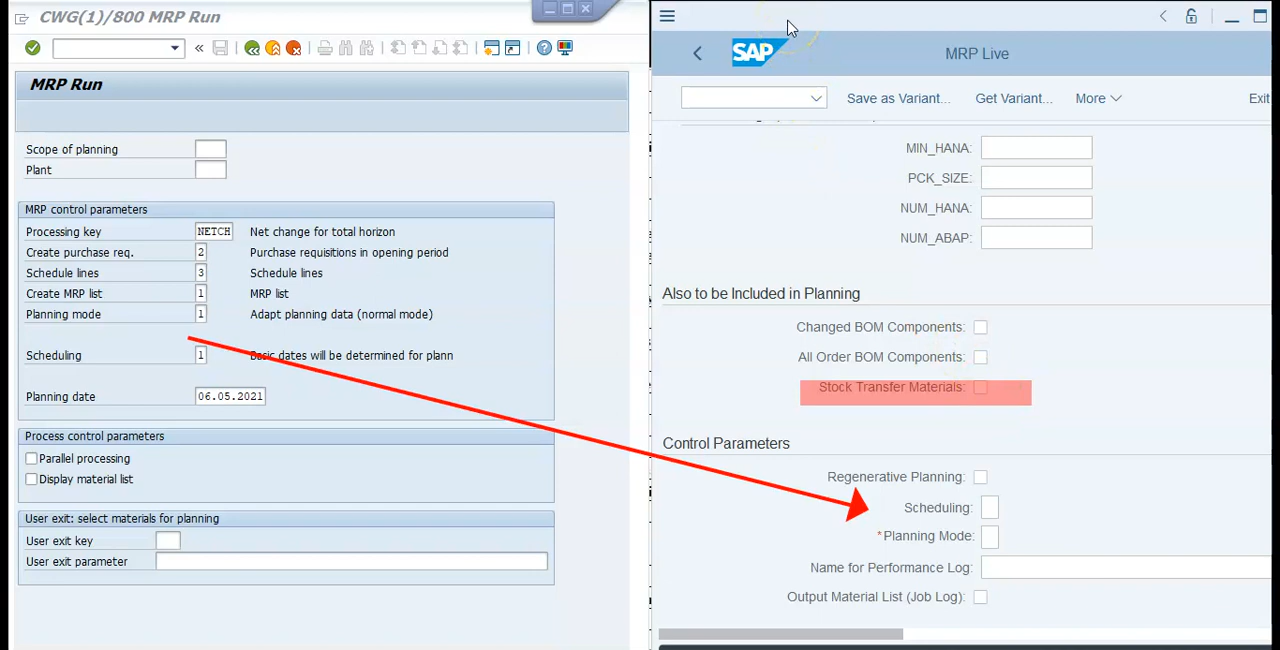 CWG(1)/800 MRP Run
MRP Run
Scope of planning
Plant
MRP control parameters
Processing key NETCH Net change for total horizon
Create purchase req. 2 Purchase requisitions in opening period
Schedule lines 3 Schedule lines
Create MRP list 1 MRP list
Planning mode 1 Adapt planning data (normal mode)
Scheduling 1 Basic dates will be determined for plann
Planning date 06.05.2021
Process control parameters
Parallel processing
Display material list
User exit: select materials for planning
User exit key
User exit parameter
SAP
MRP Live
Save as Variant... Get Variant... More Exit
MIN_HANA:
PCK_SIZE:
NUM_HANA:
NUM_ABAP:
Also to be Included in Planning
Changed BOM Components:
All Order BOM Components:
Stock Transfer Materials:
Control Parameters
Regenerative Planning:
Scheduling:
*Planning Mode:
Name for Performance Log:
Output Material List (Job Log):